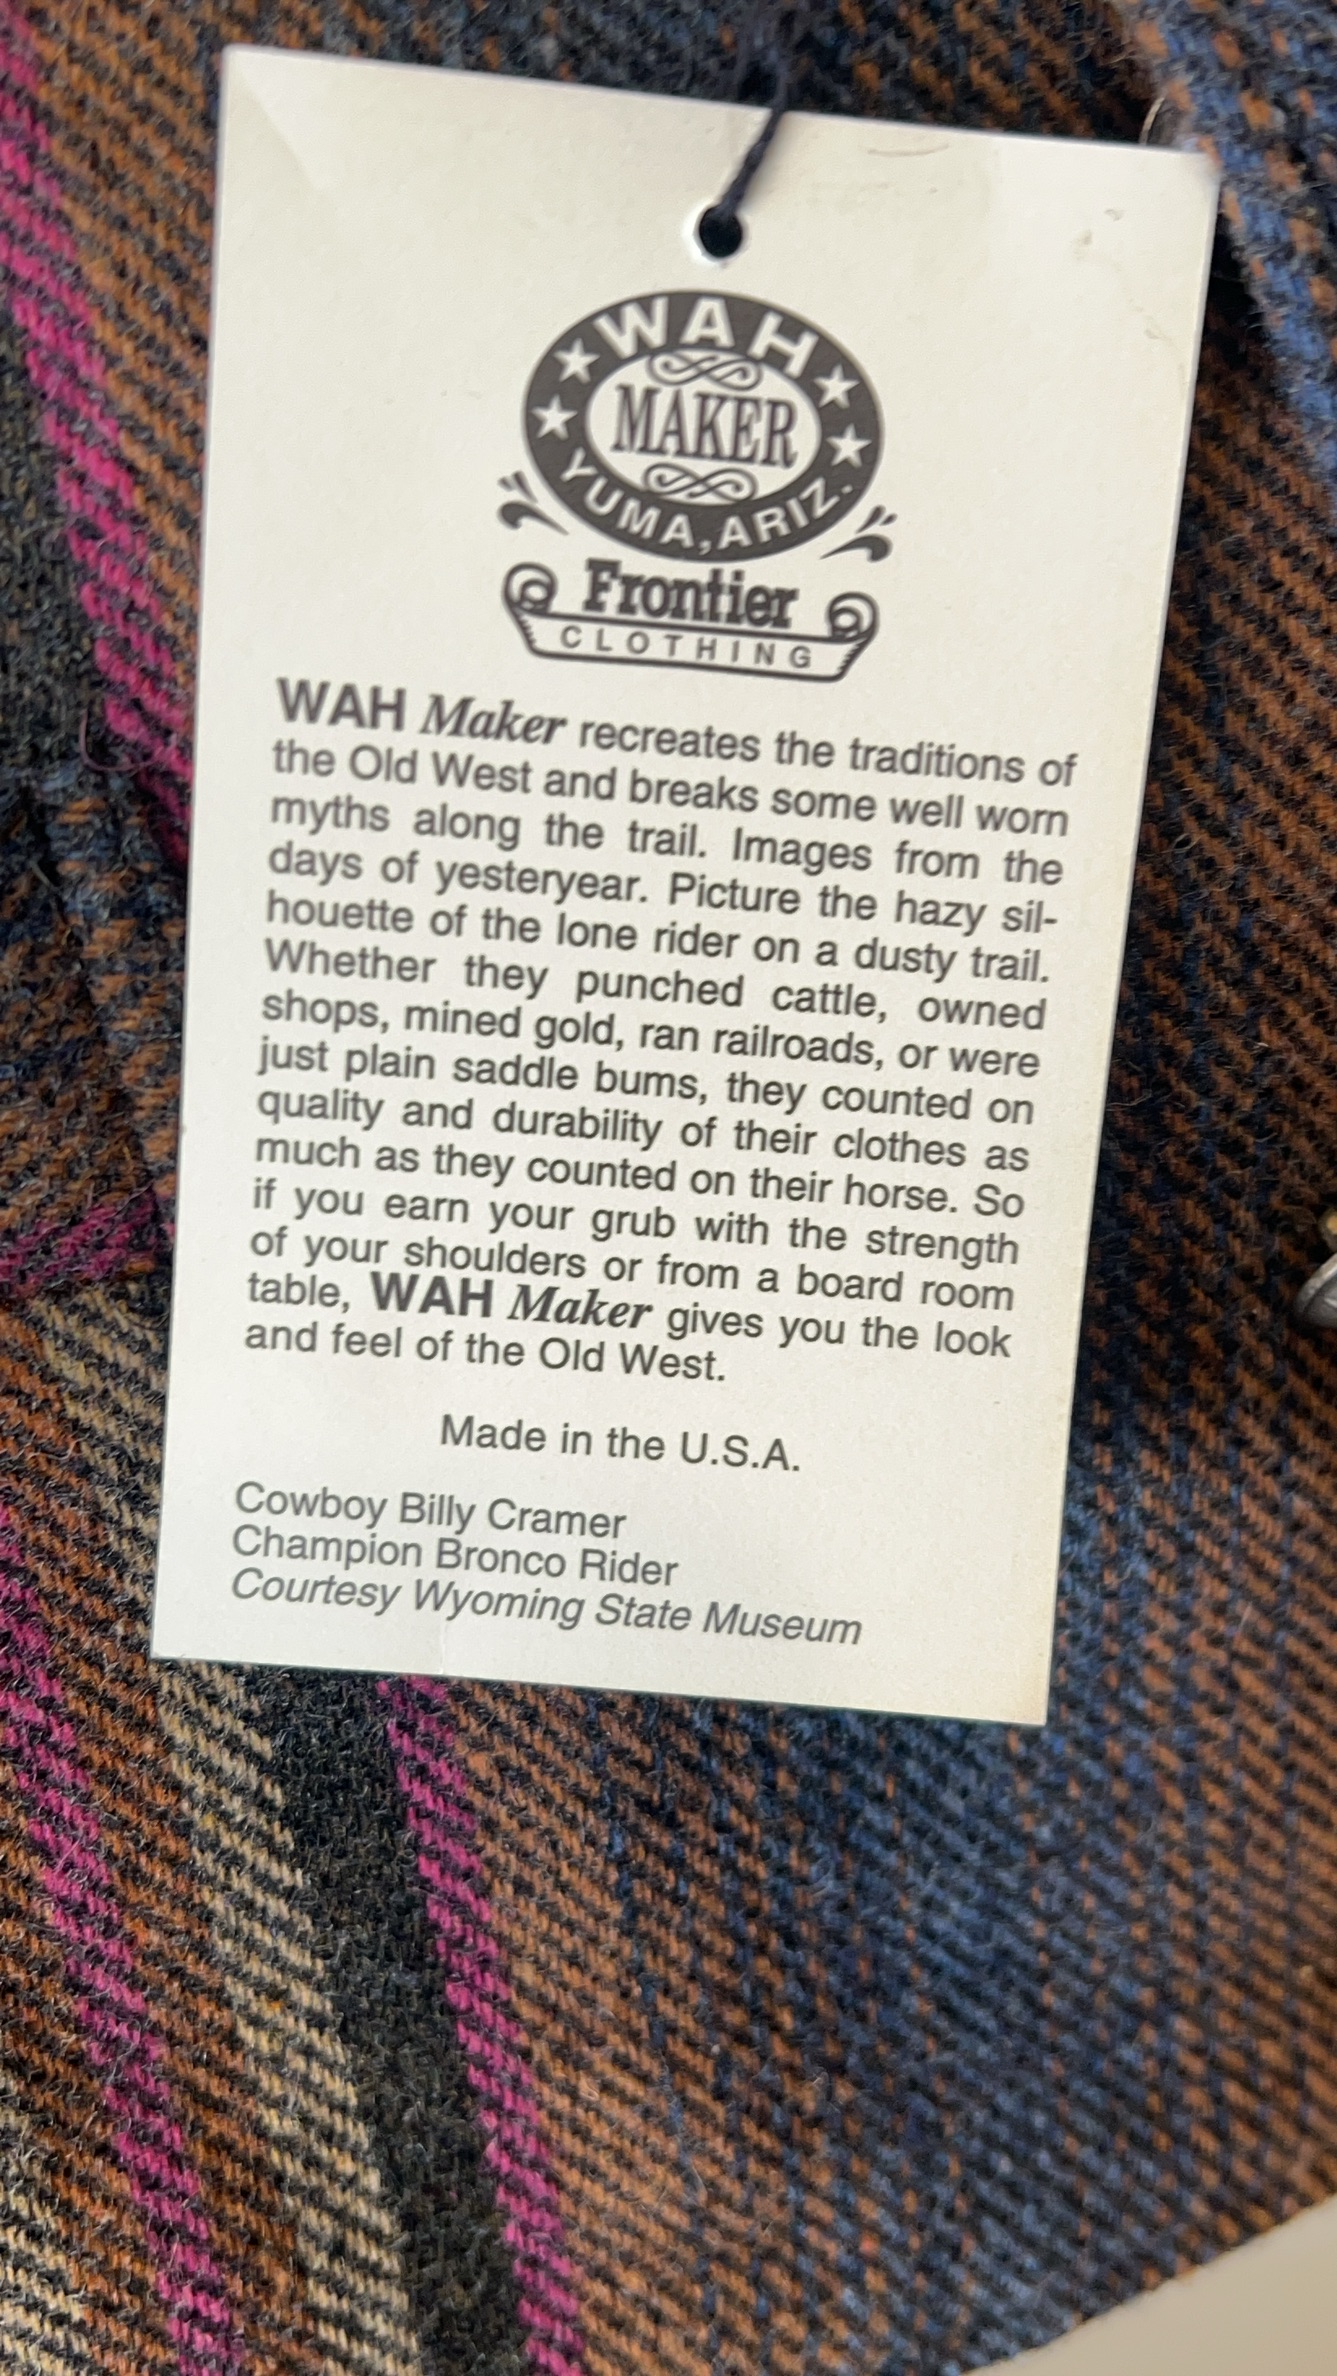 WAH
MAKER
YUMA, ARIZ.
Frontier
CLOTHING
WAH Maker recreates the traditions of
the Old West and breaks some well worn
myths along the trail. Images from the
days of yesteryear. Picture the hazy sil-
houette of the lone rider on a dusty trail.
Whether they punched cattle, owned
shops, mined gold, ran railroads, or were
just plain saddle bums, they counted on
quality and durability of their clothes as
much as they counted on their horse. So
if you earn your grub with the strength
of your shoulders or from a board room
table, WAH Maker gives you the look
and feel of the Old West.
Made in the U.S.A.
Cowboy Billy Cramer
Champion Bronco Rider
Courtesy Wyoming State Museum